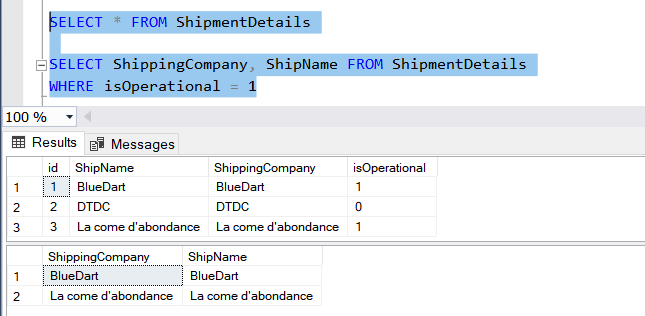 SELECT * FROM ShipmentDetails
SELECT ShippingCompany, ShipName FROM ShipmentDetails
WHERE isOperational = 1
100 %
Results Messages
id ShipName ShippingCompany isOperational
1 1 BlueDart BlueDart 1
2 2 DTDC DTDC 0
3 3 La come d'abondance La come d'abondance 1
ShippingCompany ShipName
1 BlueDart BlueDart
2 La come d'abondance La come d'abondance